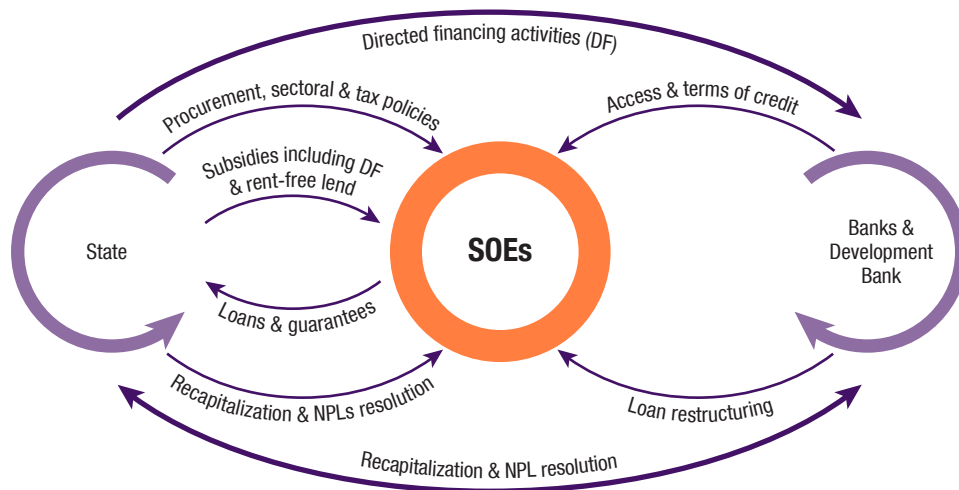 Directed financing activities (DF)
Procurement, sectoral & tax policies
Access & terms of credit
Subsidies including DF
& rent-free lend
State
SOEs
Banks &
Development
Bank
Loans & guarantees
Recapitalization & NPLs resolution
Loan restructuring
Recapitalization & NPL resolution